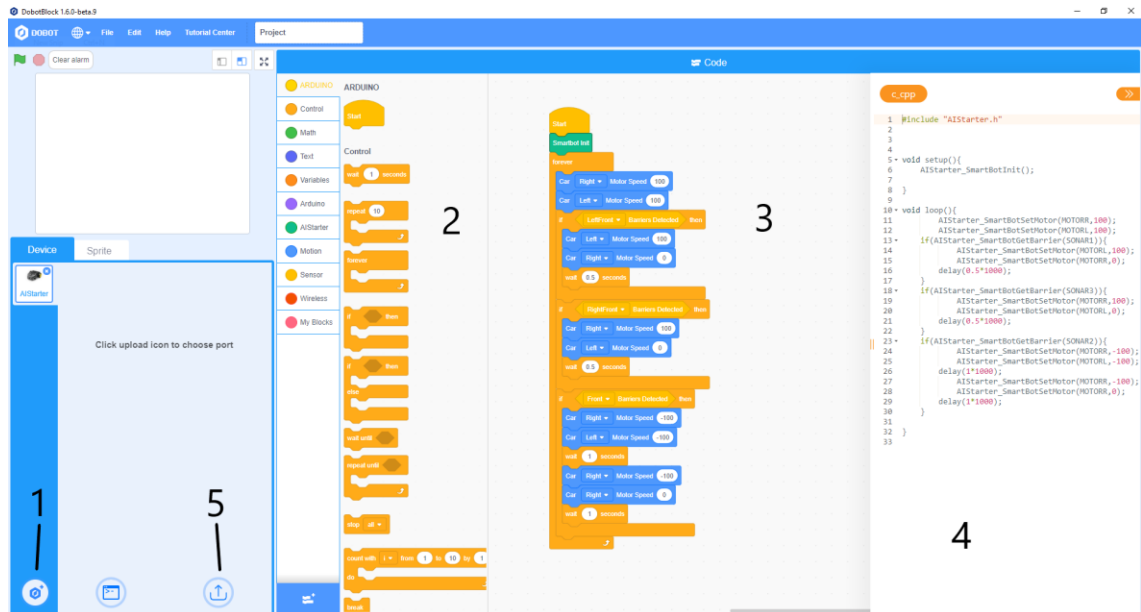 DobotBlock 1.6.0-beta.9
DOBOT File Edit Help Tutorial Center Project
Clear alarm
Code
Device Sprite
AIStarter
Click upload icon to choose port
1
5
ARDUINO
Control
Math
Text
Variables
Arduino
AIStarter
Motion
Sensor
Wireless
My Blocks
ARDUINO
Start
Control
wait 1 seconds
repeat 10
forever
if then
if then
else
wait until
repeat until
stop all
count with i from 1 to 10 by 1
do
break
2
Start
Smartbot Init
forever
Car Right Motor Speed 100
Car Left Motor Speed 100
if LeftFront Barriers Detected then
Car Left Motor Speed 100
Car Right Motor Speed 0
wait 0.5 seconds
if RightFront Barriers Detected then
Car Right Motor Speed 100
Car Left Motor Speed 0
wait 0.5 seconds
if Front Barriers Detected then
Car Right Motor Speed -100
Car Left Motor Speed -100
wait 1 seconds
Car Right Motor Speed -100
Car Right Motor Speed 0
wait 1 seconds
3
c_cpp
1 #include "AIStarter.h"
2
3
4
5 void setup(){
6 AIStarter_SmartBotInit();
7
8 }
9
10 void loop(){
11 AIStarter_SmartBotSetMotor(MOTORR,100);
12 AIStarter_SmartBotSetMotor(MOTORL,100);
13 if(AIStarter_SmartBotGetBarrier(SONAR1)){
14 AIStarter_SmartBotSetMotor(MOTORL,100);
15 AIStarter_SmartBotSetMotor(MOTORR,0);
16 delay(0.5*1000);
17 }
18 if(AIStarter_SmartBotGetBarrier(SONAR3)){
19 AIStarter_SmartBotSetMotor(MOTORR,100);
20 AIStarter_SmartBotSetMotor(MOTORL,0);
21 delay(0.5*1000);
22 }
23 if(AIStarter_SmartBotGetBarrier(SONAR2)){
24 AIStarter_SmartBotSetMotor(MOTORR,-100);
25 AIStarter_SmartBotSetMotor(MOTORL,-100);
26 delay(1*1000);
27 AIStarter_SmartBotSetMotor(MOTORR,-100);
28 AIStarter_SmartBotSetMotor(MOTORR,0);
29 delay(1*1000);
30 }
31
32 }
33
4